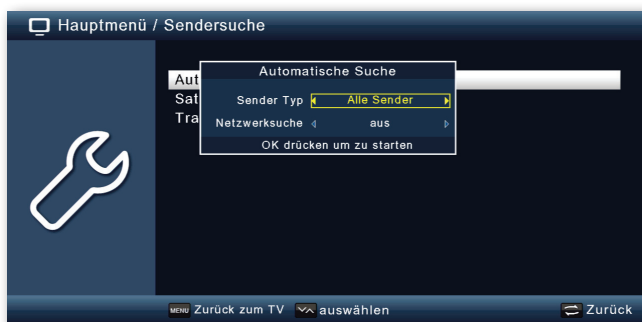 Hauptmenü / Sendersuche
Automatische Suche
Aut
Sender Typ Alle Sender
Sat
Netzwerksuche aus
Tra
OK drücken um zu starten
MENU Zurück zum TV auswählen Zurück